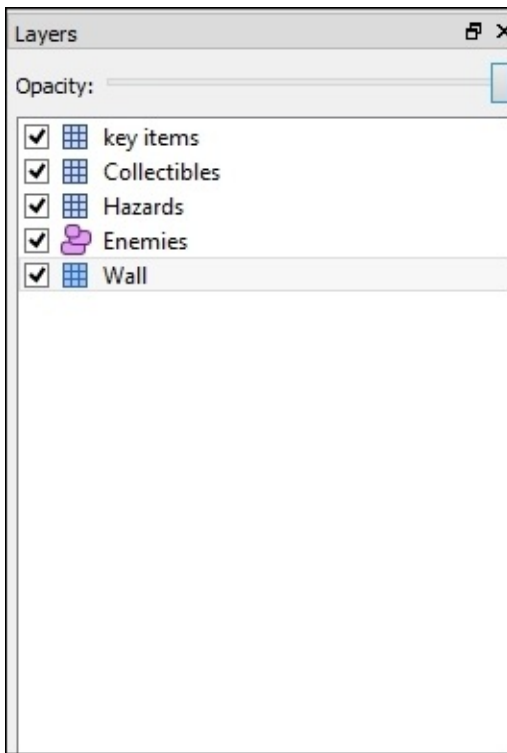 Layers
Opacity:
key items
Collectibles
Hazards
Enemies
Wall